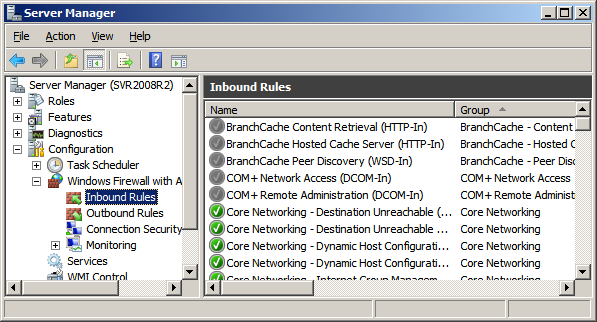 Server Manager
File Action View Help
Server Manager (SVR2008R2)
Roles
Features
Diagnostics
Configuration
Task Scheduler
Windows Firewall with A
Inbound Rules
Outbound Rules
Connection Security
Monitoring
Services
WMI Control
Inbound Rules
Name Group
BranchCache Content Retrieval (HTTP-In) BranchCache - Content
BranchCache Hosted Cache Server (HTTP-In) BranchCache - Hosted C
BranchCache Peer Discovery (WSD-In) BranchCache - Peer Disc
COM+ Network Access (DCOM-In) COM+ Network Access
COM+ Remote Administration (DCOM-In) COM+ Remote Administr
Core Networking - Destination Unreachable (... Core Networking
Core Networking - Destination Unreachable ... Core Networking
Core Networking - Dynamic Host Configurati... Core Networking
Core Networking - Dynamic Host Configurati... Core Networking
Core Networking - Internet Group Managem... Core Networking